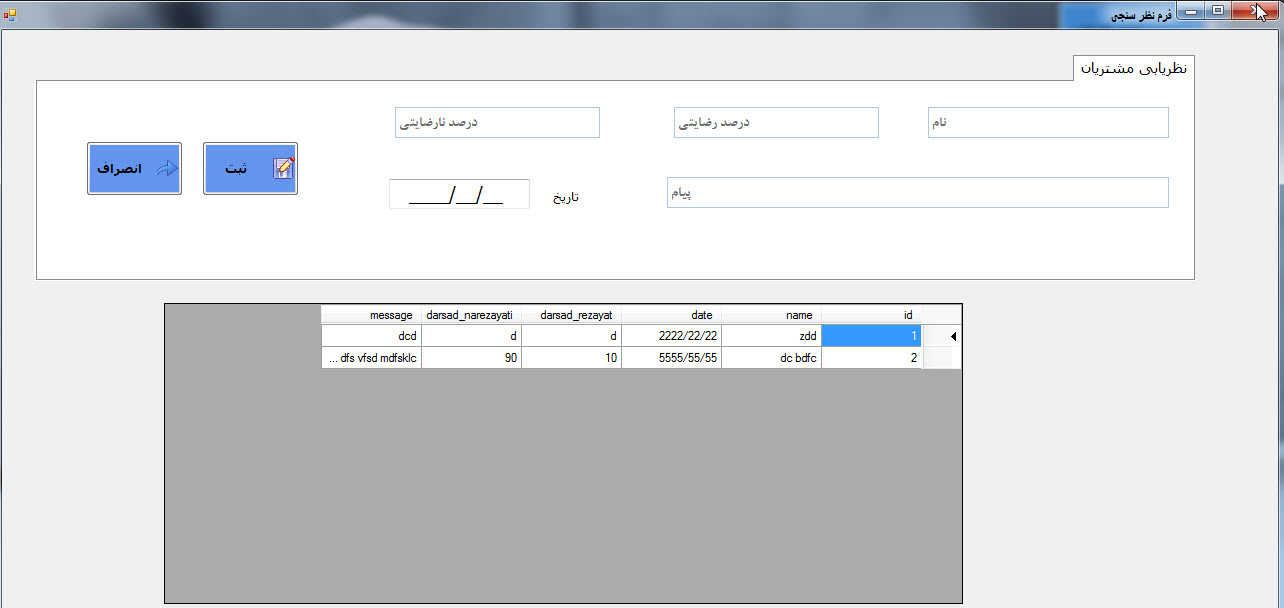 فرم نظر سنجی
نظریابی مشتریان
نام
درصد رضایتی
درصد نارضایتی
ثبت
انصراف
پیام
تاریخ
____/__/__
id name date darsad_rezayat darsad_narezayati message
1 zdd 2222/22/22 d d dcd
2 dc bdfc 5555/55/55 10 90 dfs vfsd mdfsklc ...